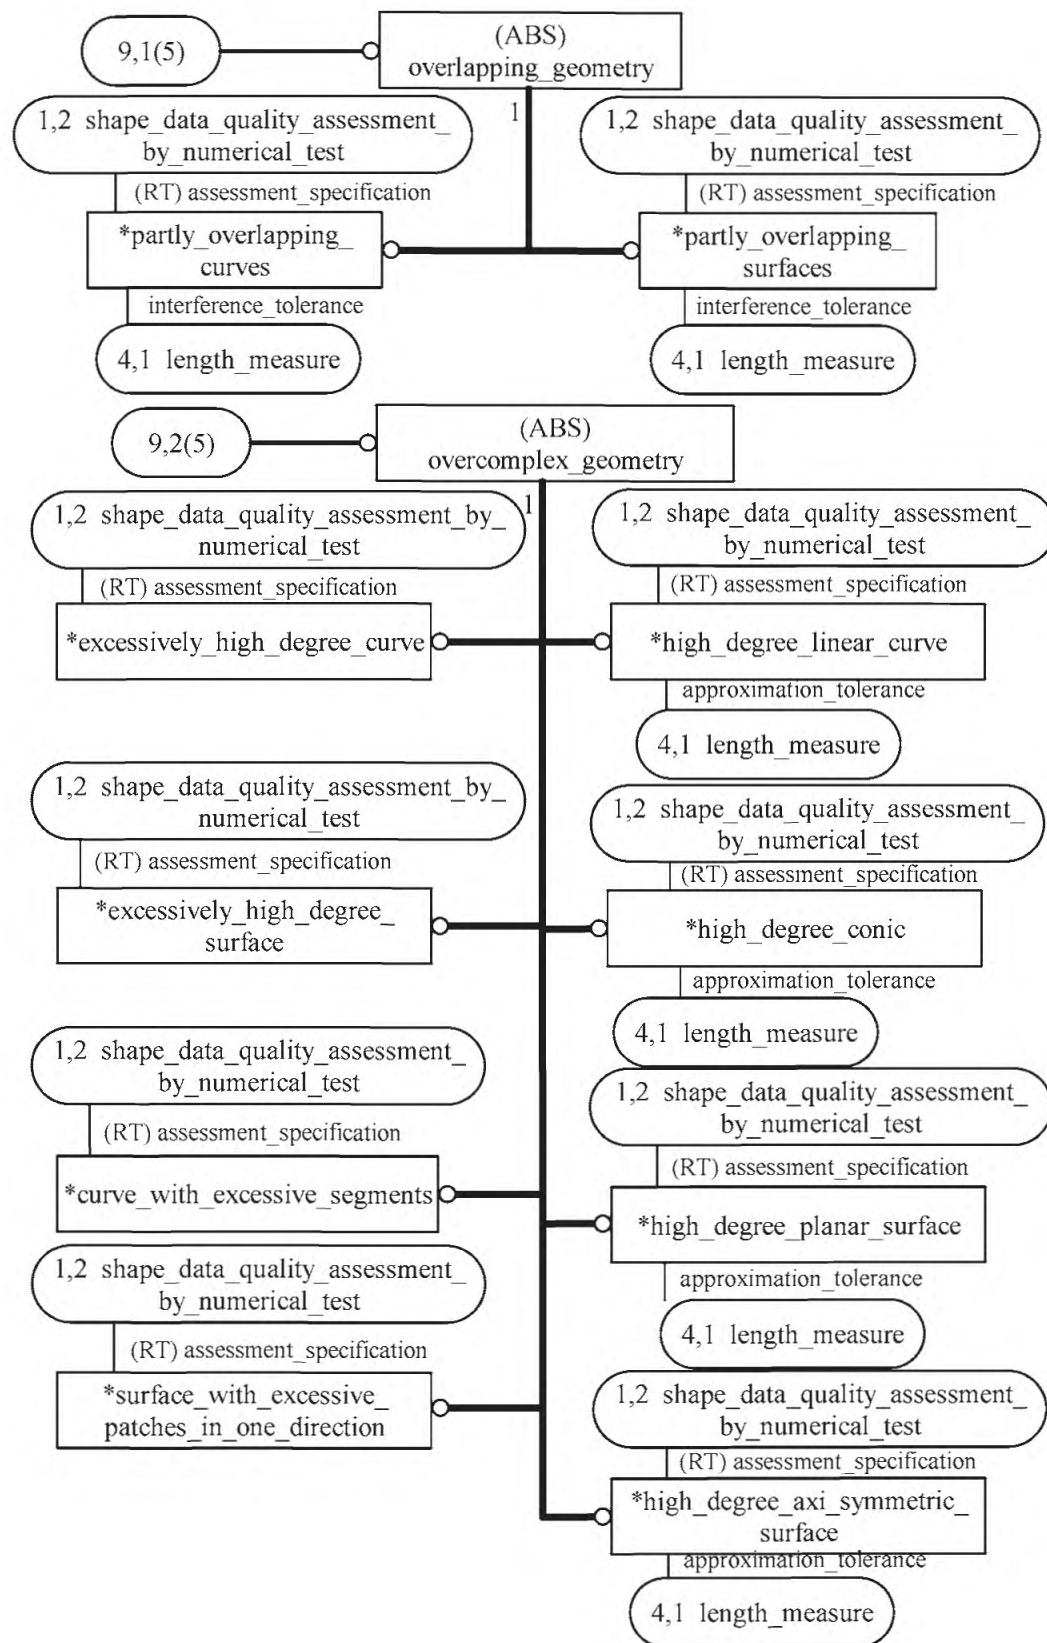 9,1(5)
(ABS)
overlapping_geometry
1
1,2 shape_data_quality_assessment_
by_numerical_test
1,2 shape_data_quality_assessment_
by_numerical_test
(RT) assessment_specification
(RT) assessment_specification
*partly_overlapping_
curves
*partly_overlapping_
surfaces
interference_tolerance
interference_tolerance
4,1 length_measure
4,1 length_measure
9,2(5)
(ABS)
overcomplex_geometry
1
1,2 shape_data_quality_assessment_by_
numerical_test
1,2 shape_data_quality_assessment_
by_numerical_test
(RT) assessment_specification
(RT) assessment_specification
*excessively_high_degree_curve
*high_degree_linear_curve
approximation_tolerance
4,1 length_measure
1,2 shape_data_quality_assessment_by_
numerical_test
1,2 shape_data_quality_assessment_
by_numerical_test
(RT) assessment_specification
(RT) assessment_specification
*excessively_high_degree_
surface
*high_degree_conic
approximation_tolerance
4,1 length_measure
1,2 shape_data_quality_assessment_
by_numerical_test
1,2 shape_data_quality_assessment_
by_numerical_test
(RT) assessment_specification
(RT) assessment_specification
*curve_with_excessive_segments
*high_degree_planar_surface
1,2 shape_data_quality_assessment_
by_numerical_test
approximation_tolerance
4,1 length_measure
(RT) assessment_specification
*surface_with_excessive_
patches_in_one_direction
1,2 shape_data_quality_assessment_
by_numerical_test
(RT) assessment_specification
*high_degree_axi_symmetric_
surface
approximation_tolerance
4,1 length_measure